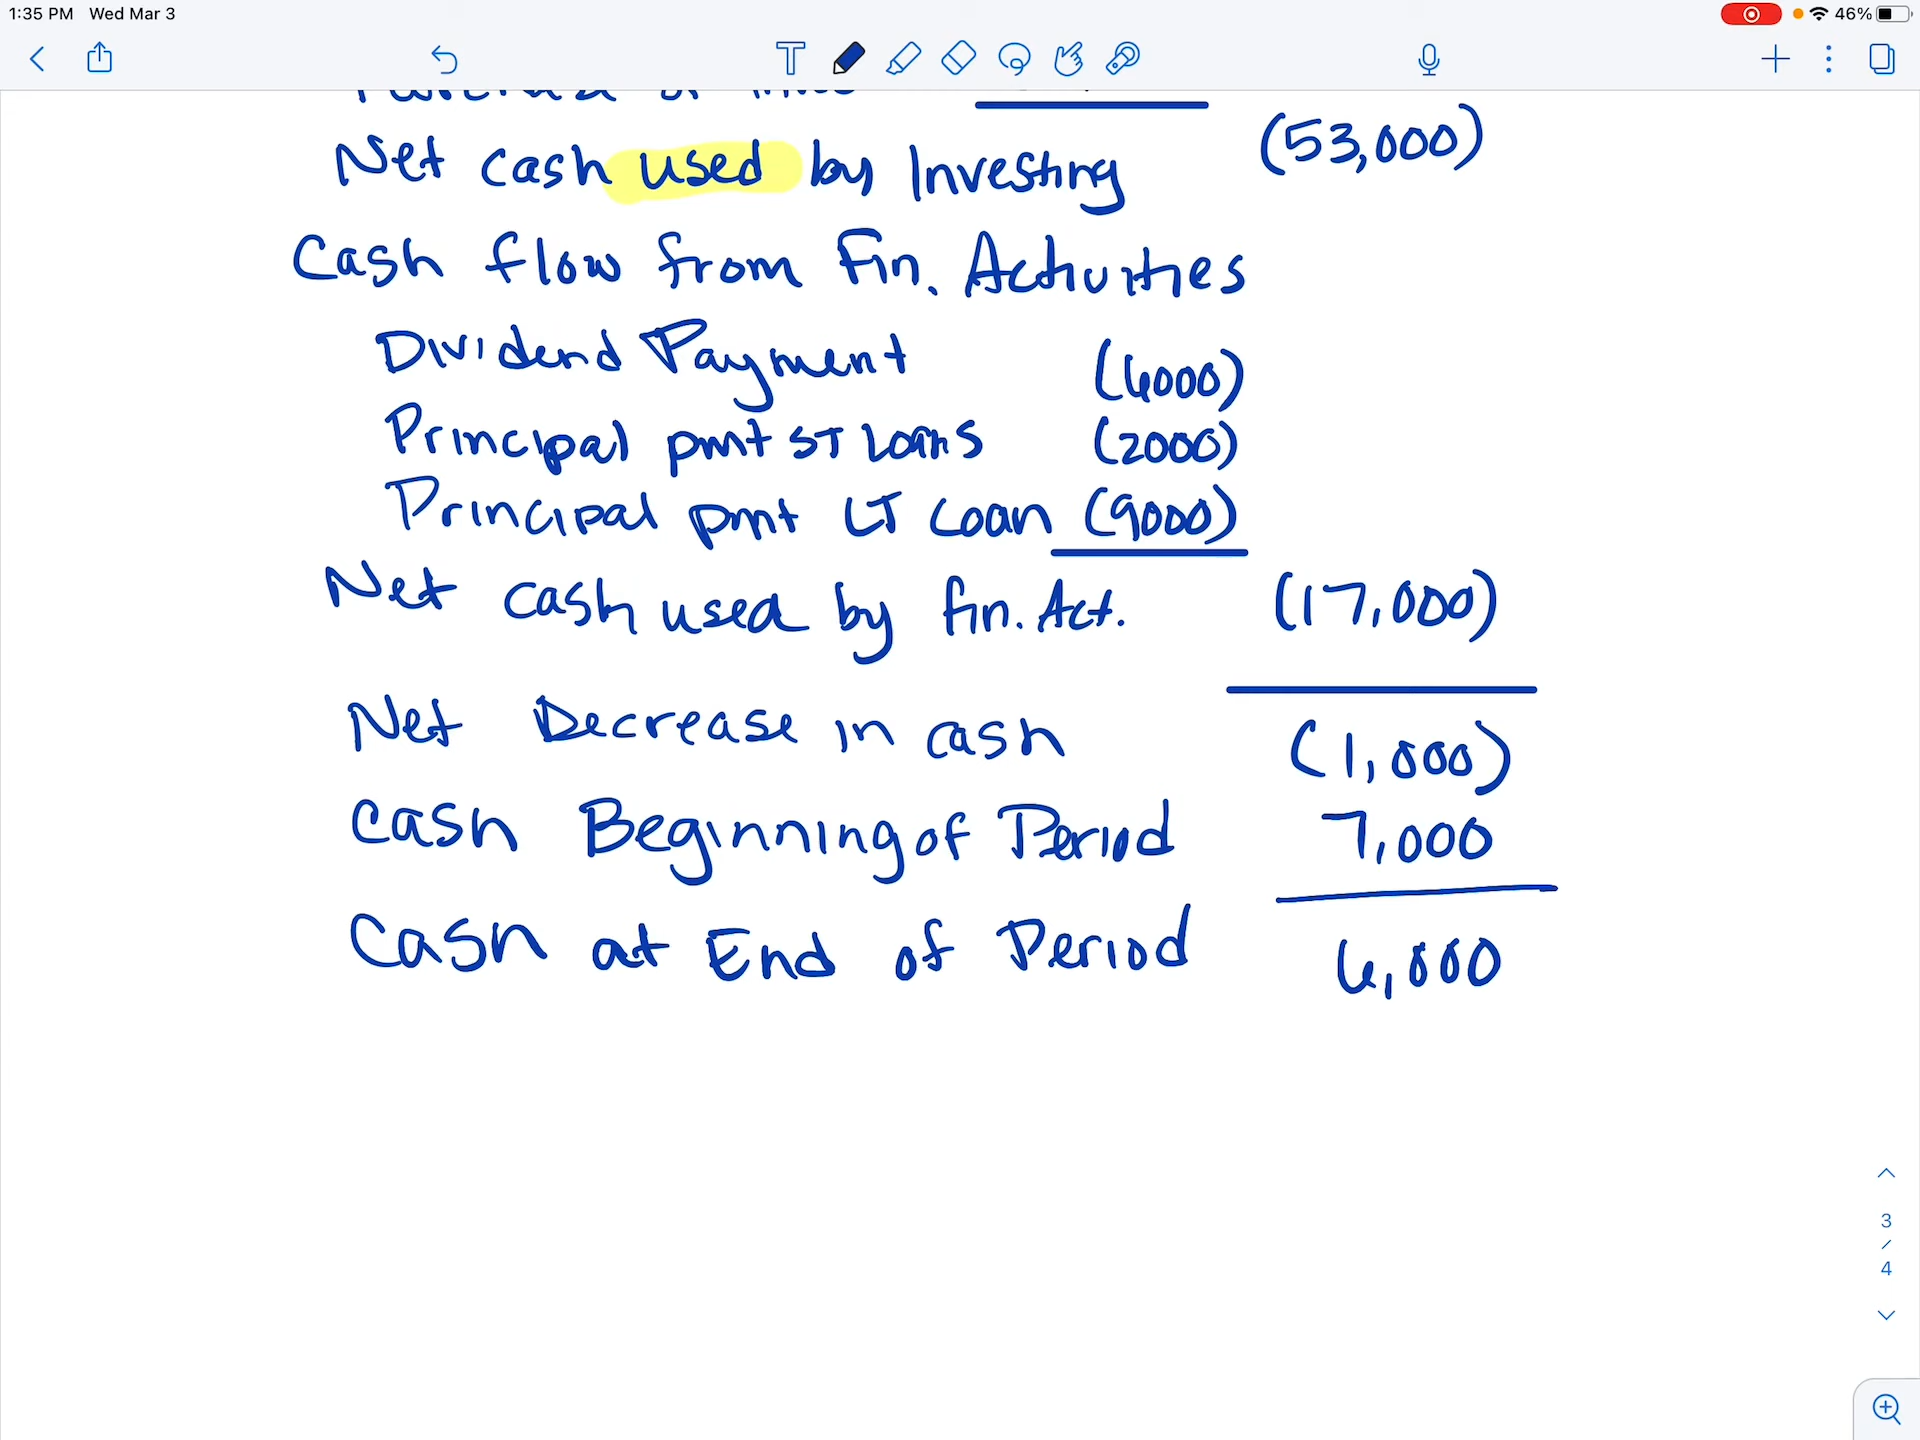 1:35 PM Wed Mar 3 46%
T
Net cash used by Investing (53,000)
Cash flow from Fin. Activities
Dividend Payment (6000)
Principal pmt ST Loans (2000)
Principal pmt LT Loan (9000)
Net cash used by fin. Act. (17,000)
Net Decrease in cash (1,000)
Cash Beginning of Period 7,000
Cash at End of Period 6,000
3
/
4